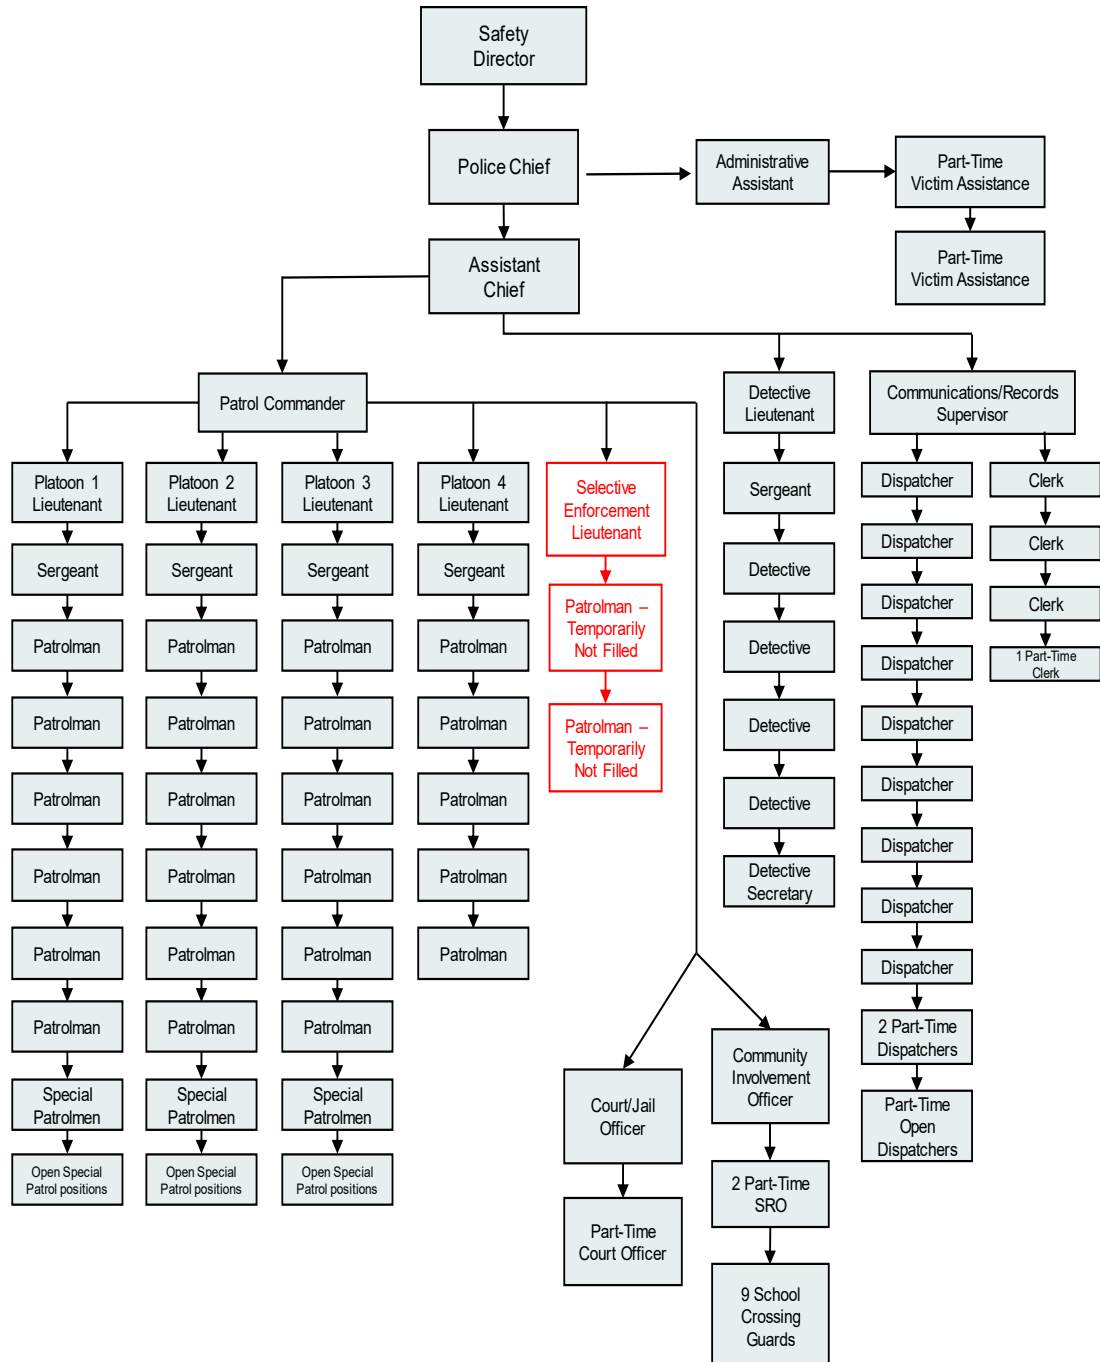 Safety
Director
Police Chief
Administrative
Assistant
Part-Time
Victim Assistance
Part-Time
Victim Assistance
Assistant
Chief
Patrol Commander
Detective
Lieutenant
Communications/Records
Supervisor
Platoon 1
Lieutenant
Sergeant
Patrolman
Patrolman
Patrolman
Patrolman
Patrolman
Patrolman
Special
Patrolmen
Open Special
Patrol positions
Platoon 2
Lieutenant
Sergeant
Patrolman
Patrolman
Patrolman
Patrolman
Patrolman
Patrolman
Special
Patrolmen
Open Special
Patrol positions
Platoon 3
Lieutenant
Sergeant
Patrolman
Patrolman
Patrolman
Patrolman
Patrolman
Patrolman
Special
Patrolmen
Open Special
Patrol positions
Platoon 4
Lieutenant
Sergeant
Patrolman
Patrolman
Patrolman
Patrolman
Patrolman
Selective
Enforcement
Lieutenant
Patrolman –
Temporarily
Not Filled
Patrolman –
Temporarily
Not Filled
Court/Jail
Officer
Part-Time
Court Officer
Community
Involvement
Officer
2 Part-Time
SRO
9 School
Crossing
Guards
Sergeant
Detective
Detective
Detective
Detective
Detective
Secretary
Dispatcher
Dispatcher
Dispatcher
Dispatcher
Dispatcher
Dispatcher
Dispatcher
Dispatcher
Dispatcher
2 Part-Time
Dispatchers
Part-Time
Open
Dispatchers
Clerk
Clerk
Clerk
1 Part-Time
Clerk